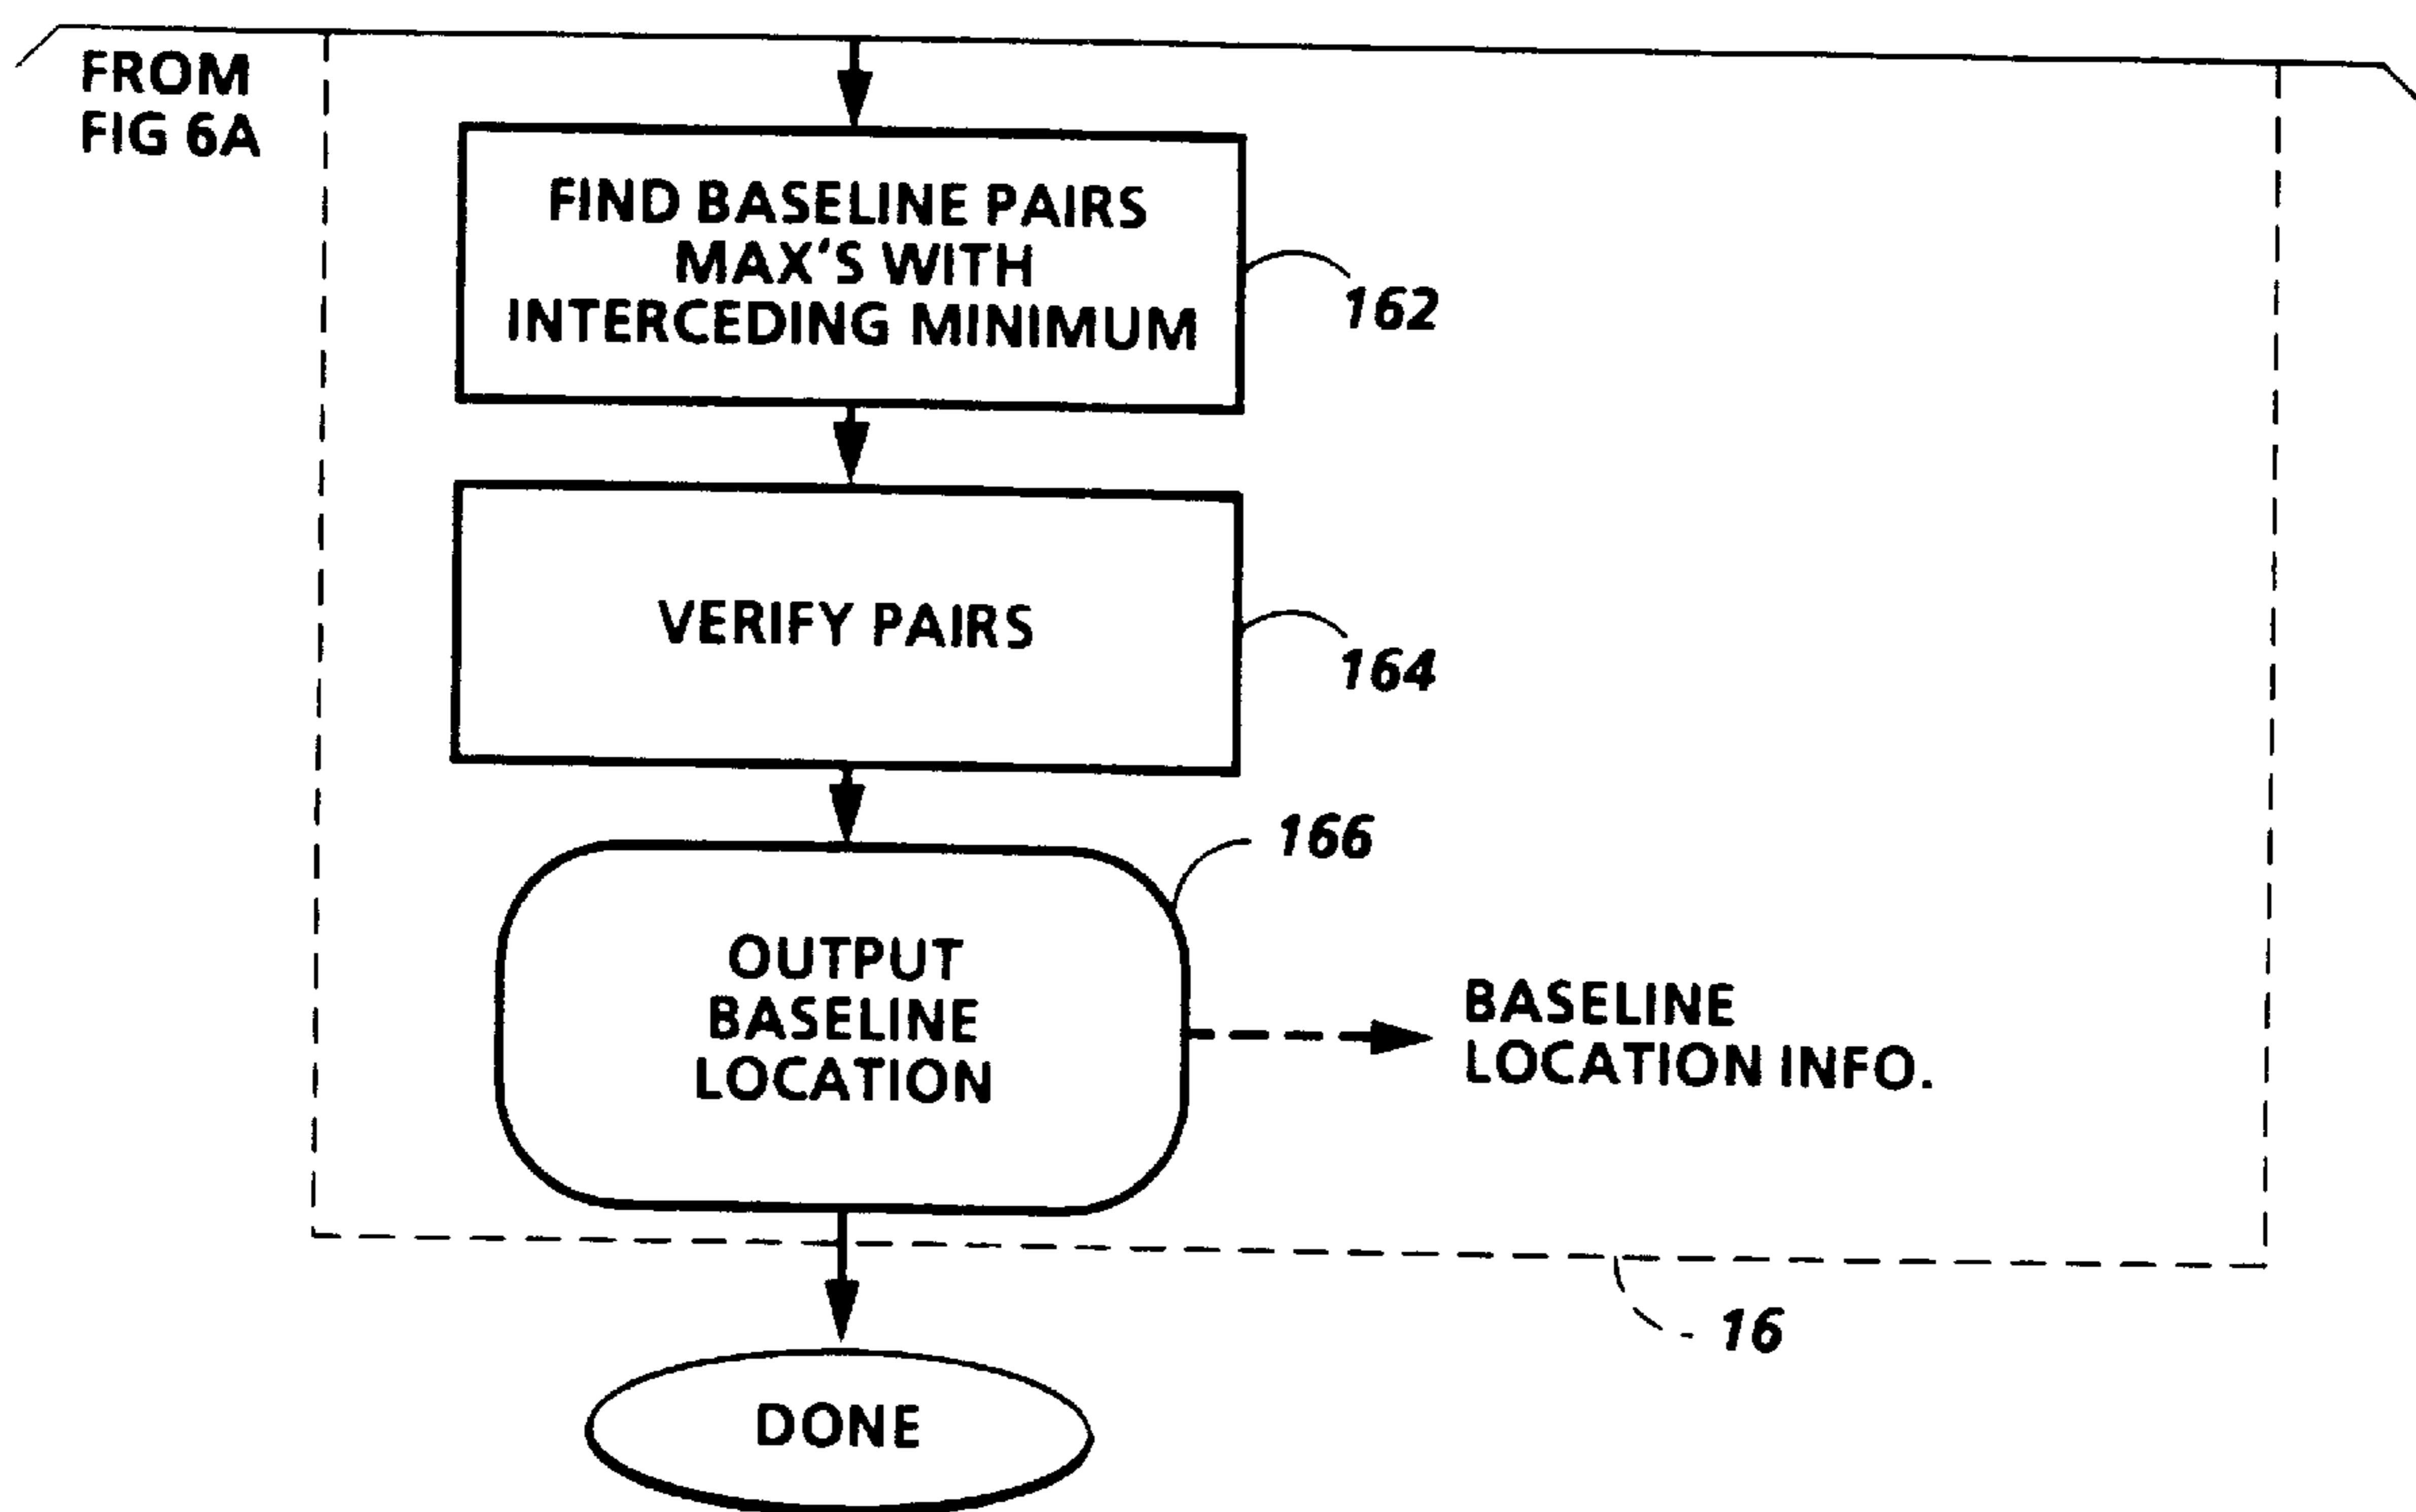 FROM
FIG 6A
FIND BASELINE PAIRS
MAX'S WITH
INTERCEDING MINIMUM
162
VERIFY PAIRS
164
166
OUTPUT
BASELINE
LOCATION
BASELINE
LOCATION INFO.
16
DONE